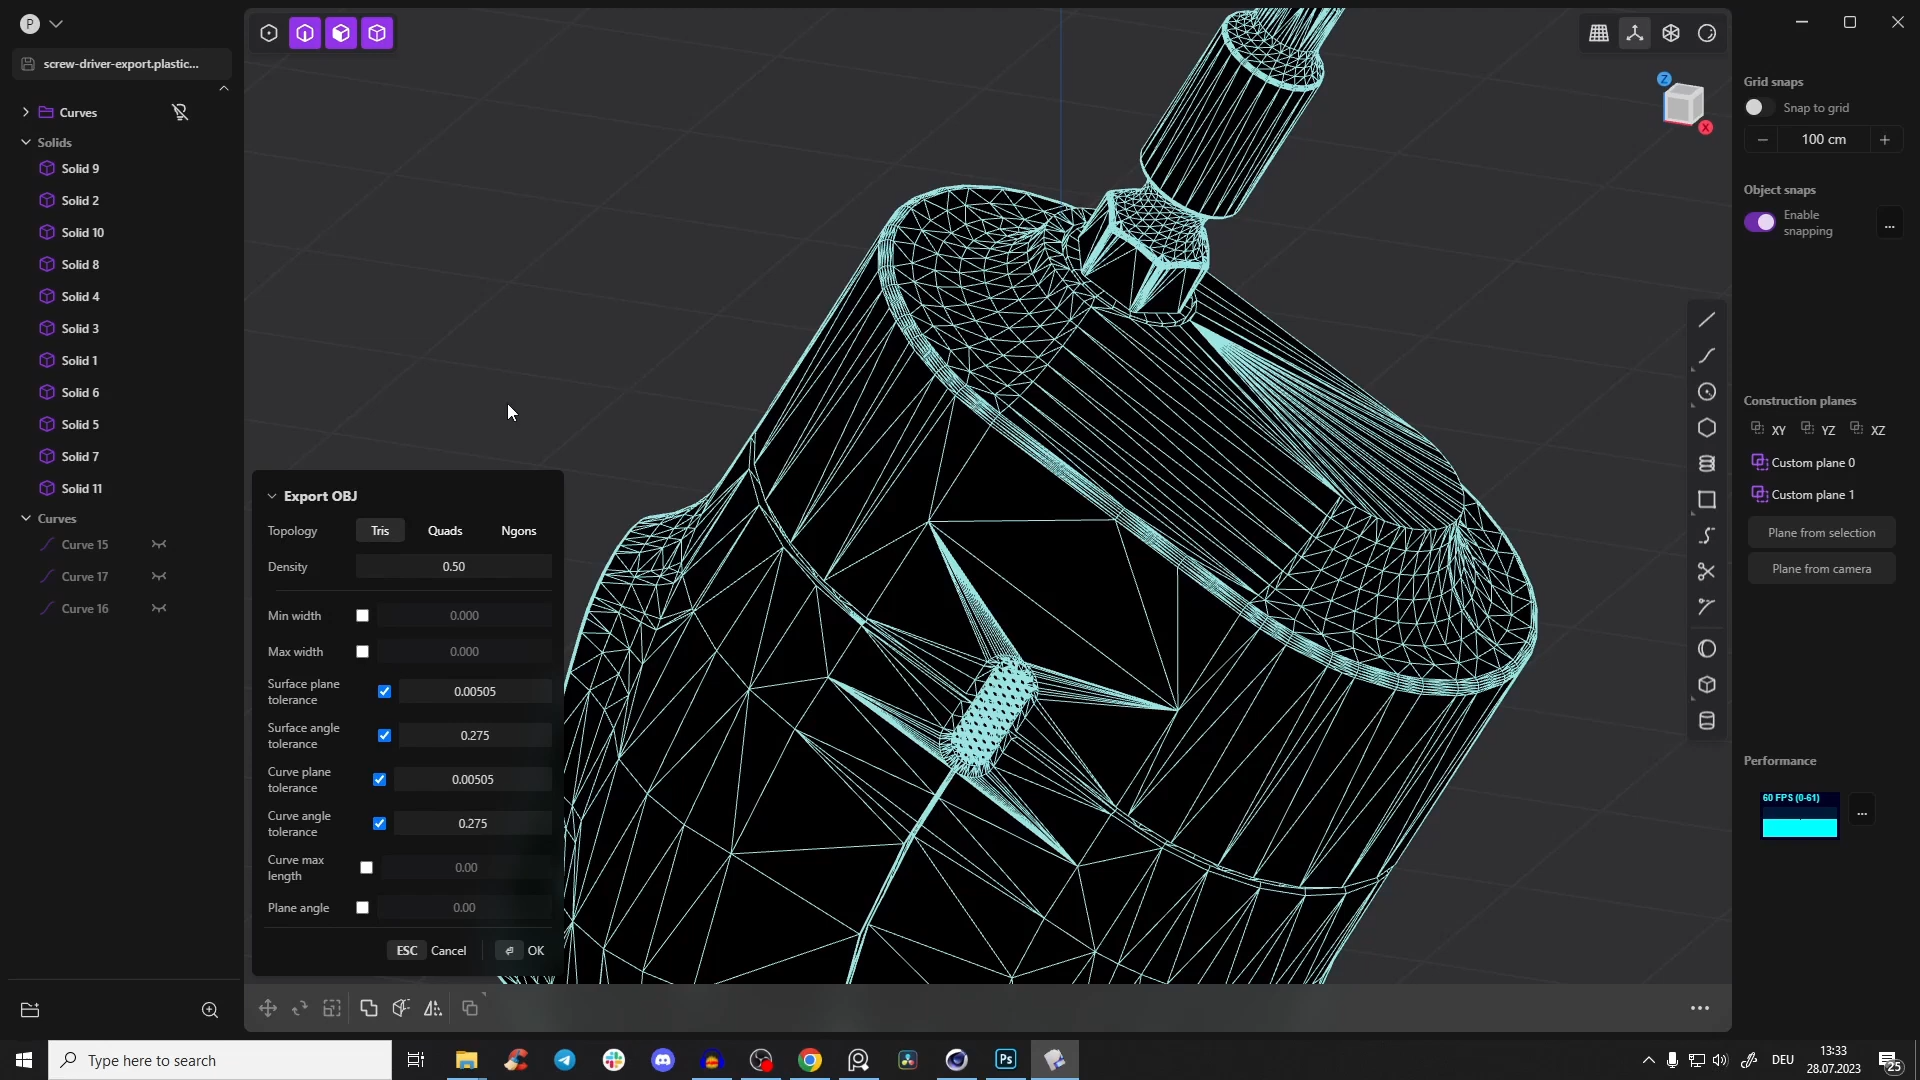 P
screw-driver-export.plastic...
Curves
Solids
Solid 9
Solid 2
Solid 10
Solid 8
Solid 4
Solid 3
Solid 1
Solid 6
Solid 5
Solid 7
Solid 11
Curves
Curve 15
Curve 17
Curve 16
Export OBJ
Topology Tris Quads Ngons
Density 0.50
Min width 0.000
Max width 0.000
Surface plane tolerance 0.00505
Surface angle tolerance 0.275
Curve plane tolerance 0.00505
Curve angle tolerance 0.275
Curve max length 0.00
Plane angle 0.00
ESC Cancel OK
Z
X
Grid snaps
Snap to grid
100 cm
Object snaps
Enable snapping
...
Construction planes
XY YZ XZ
Custom plane 0
Custom plane 1
Plane from selection
Plane from camera
Performance
60 FPS (0-61)
...
Type here to search
Ps
DEU
13:33
28.07.2023
25